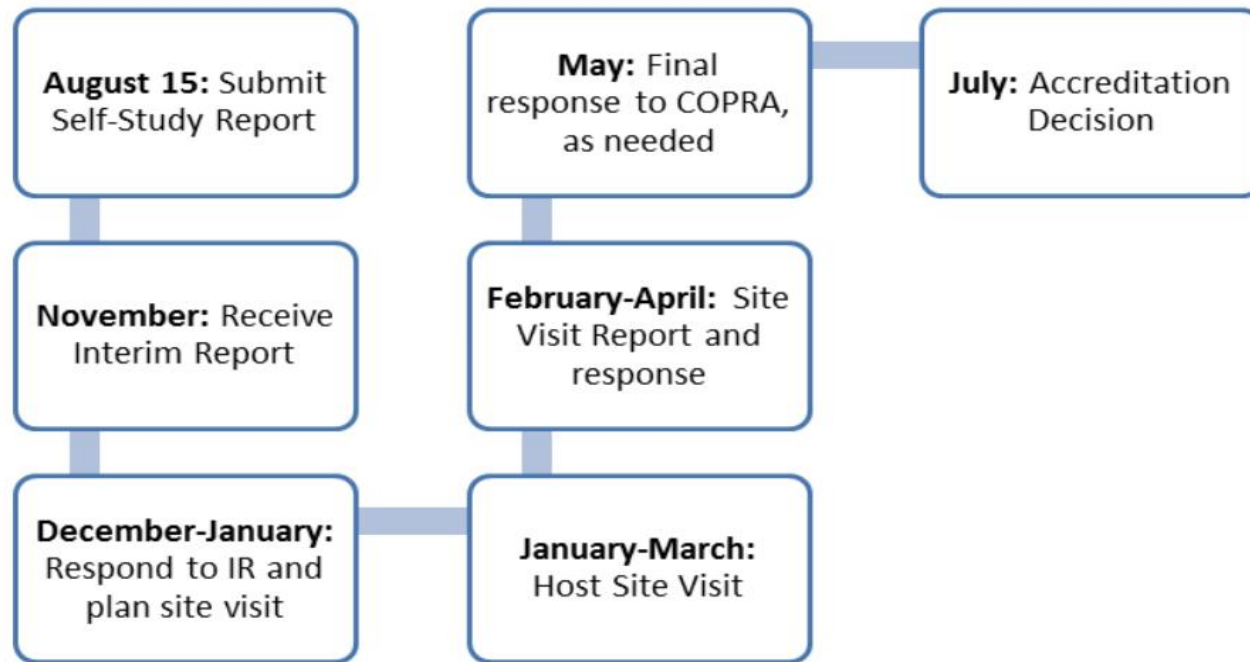 August 15: Submit
Self-Study Report
November: Receive
Interim Report
December-January:
Respond to IR and
plan site visit
January-March:
Host Site Visit
February-April: Site
Visit Report and
response
May: Final
response to COPRA,
as needed
July: Accreditation
Decision